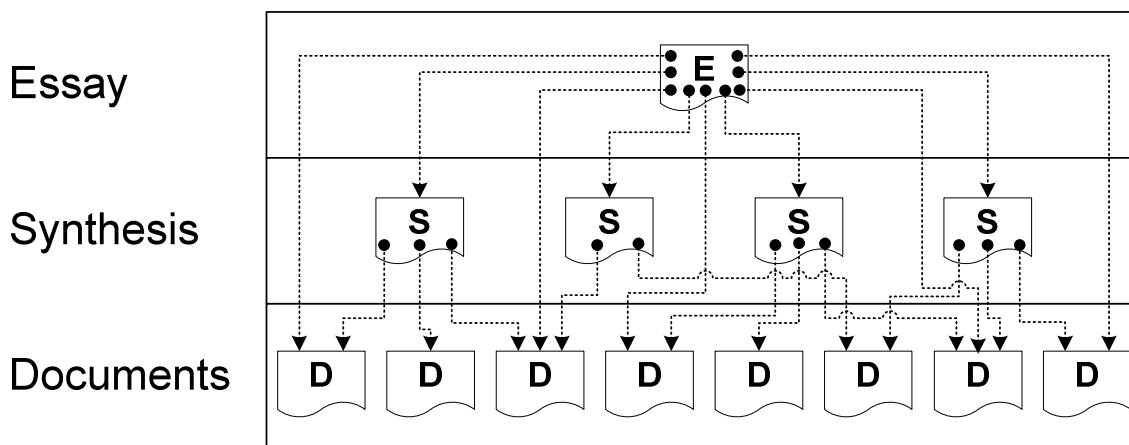 Essay
E
Synthesis
S S S S
Documents
D D D D D D D D